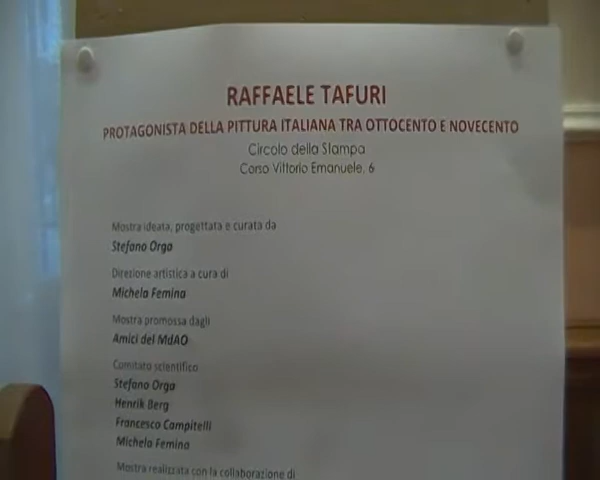 RAFFAELE TAFURI
PROTAGONISTA DELLA PITTURA ITALIANA TRA OTTOCENTO E NOVECENTO
Circolo della Stampa
Corso Vittorio Emanuele, 6
Mostra ideata, progettata e curata da
Stefano Orga
Direzione artistica a cura di
Michela Femina
Mostra promossa dagli
Amici del MdAO
Comitato scientifico
Stefano Orga
Henrik Berg
Francesco Campitelli
Michela Femina
Mostra realizzata con la collaborazione di